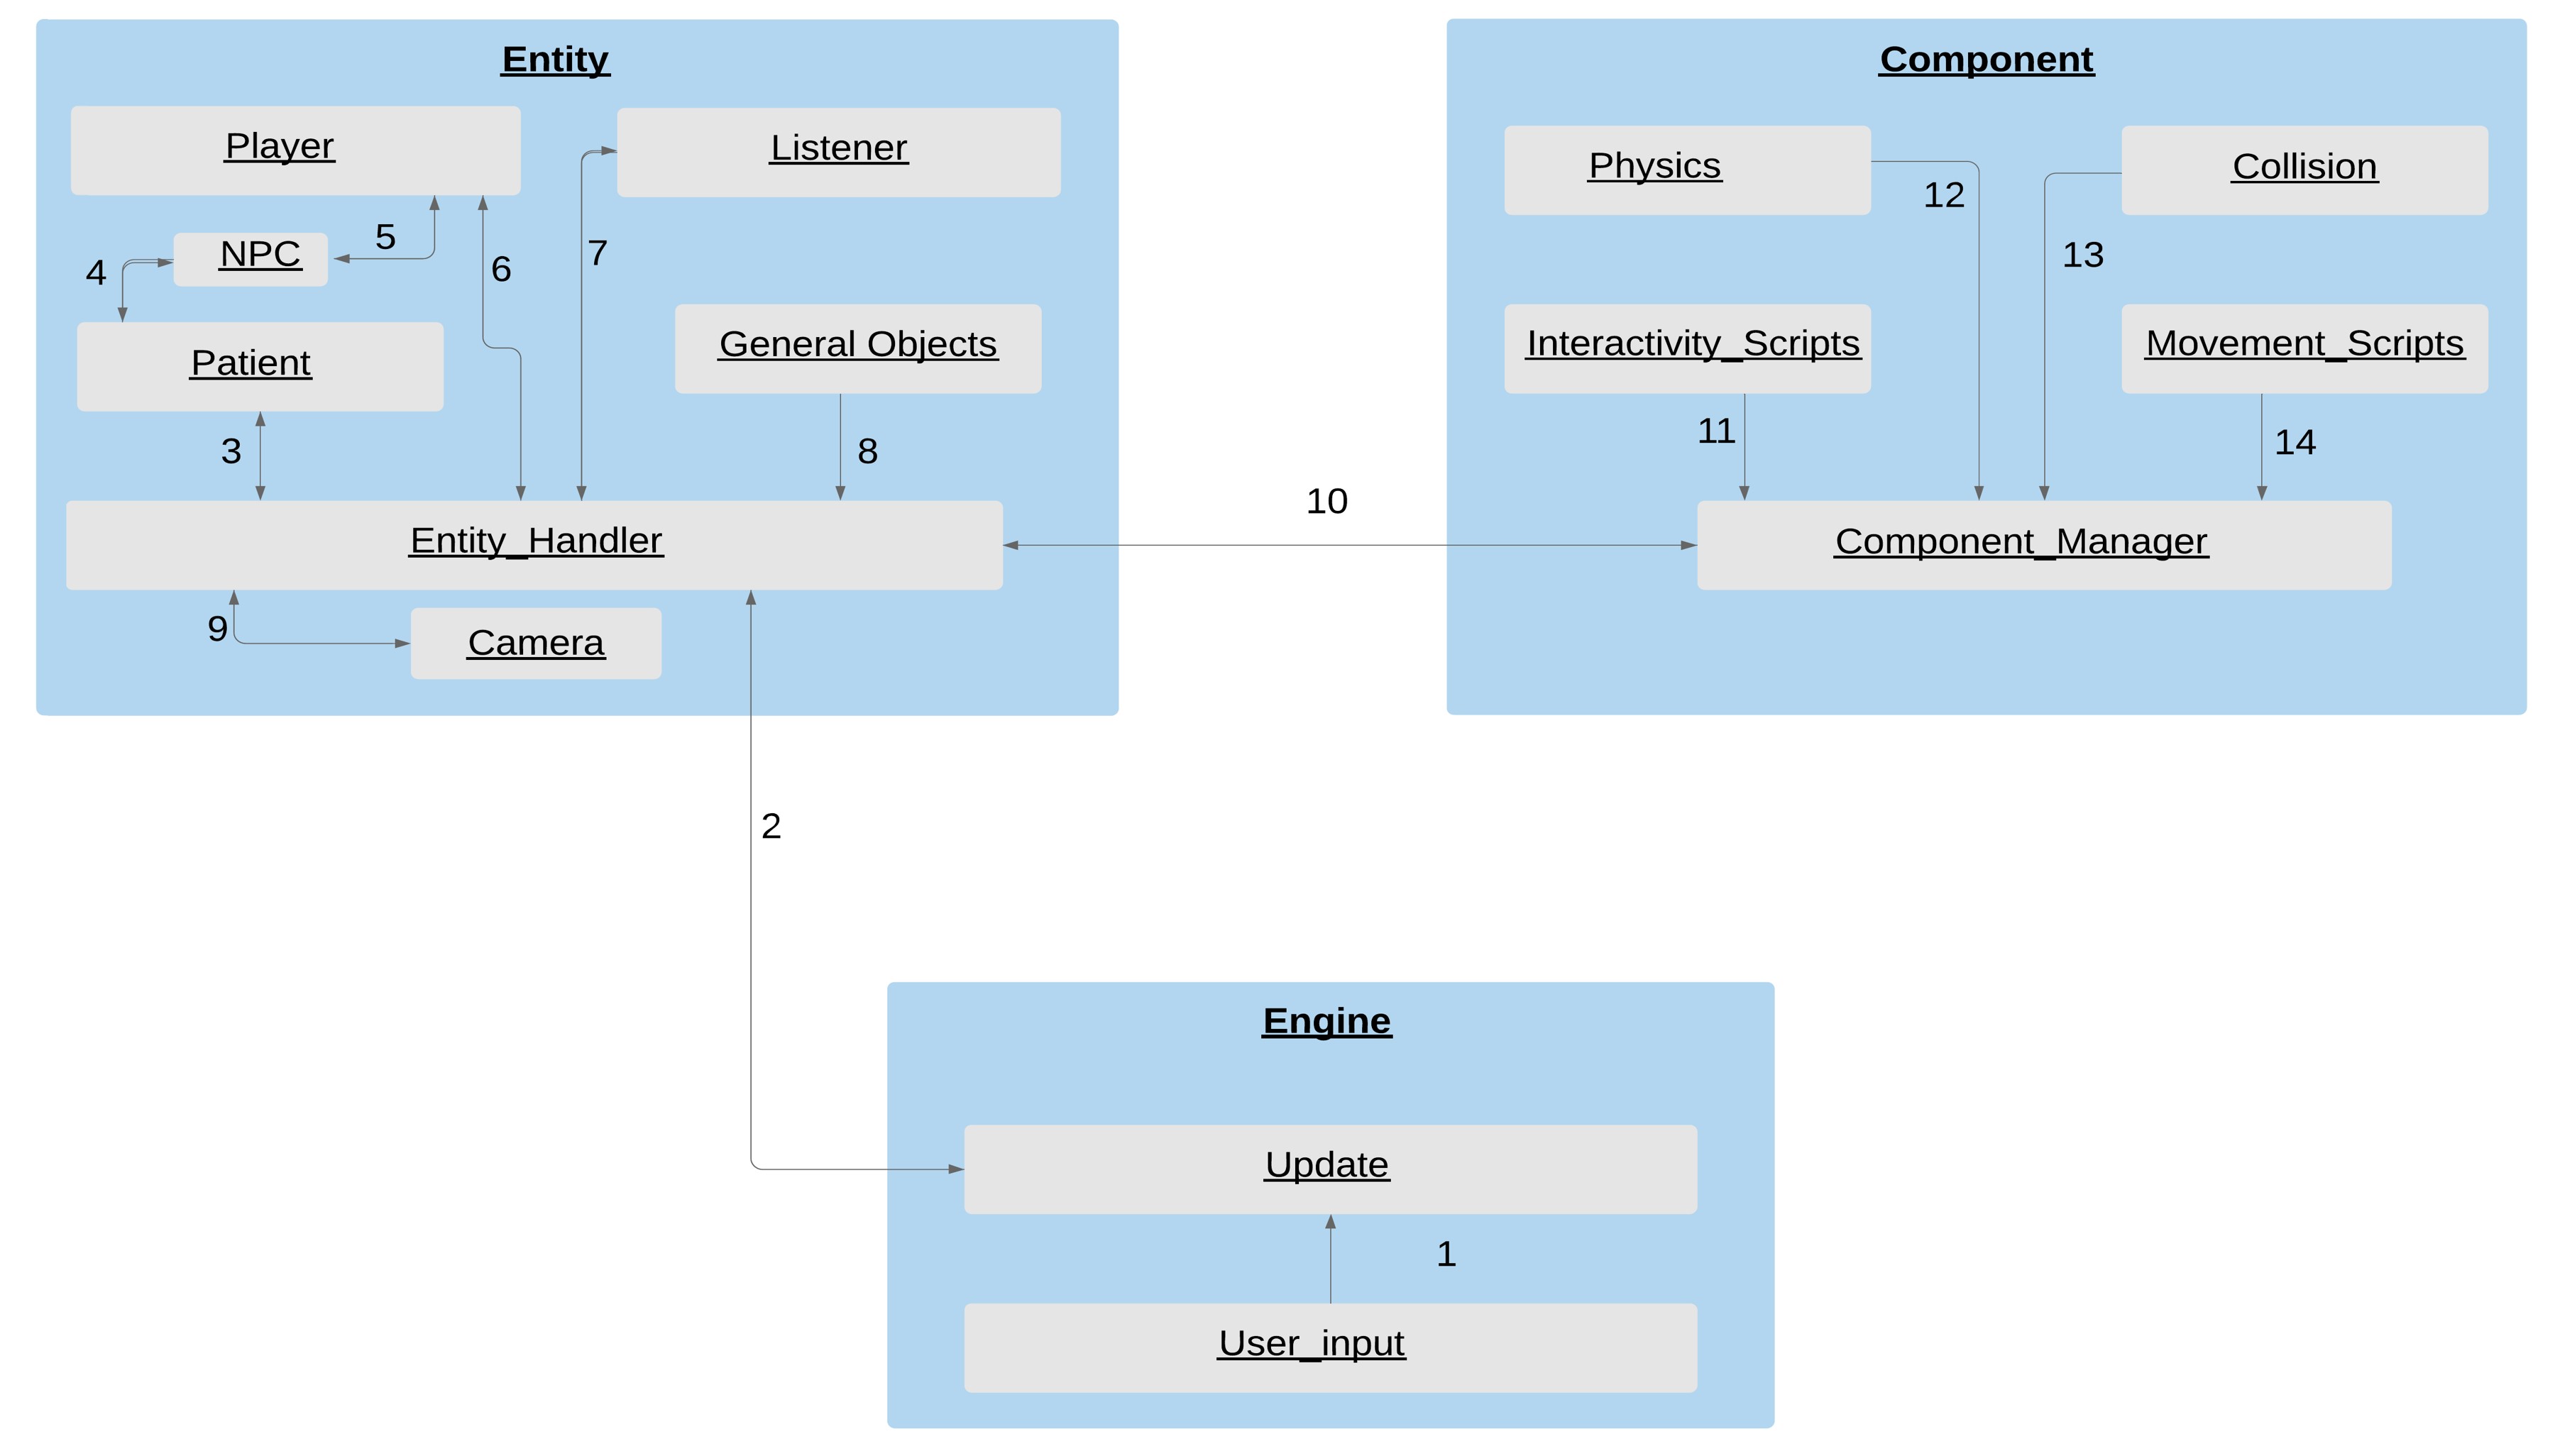 Entity
Player
Listener
5
NPC
4
6
7
Patient
General Objects
3
8
Entity_Handler
9
Camera
10
Component
Physics
Collision
12
13
Interactivity_Scripts
Movement_Scripts
11
14
Component_Manager
2
Engine
Update
1
User_input